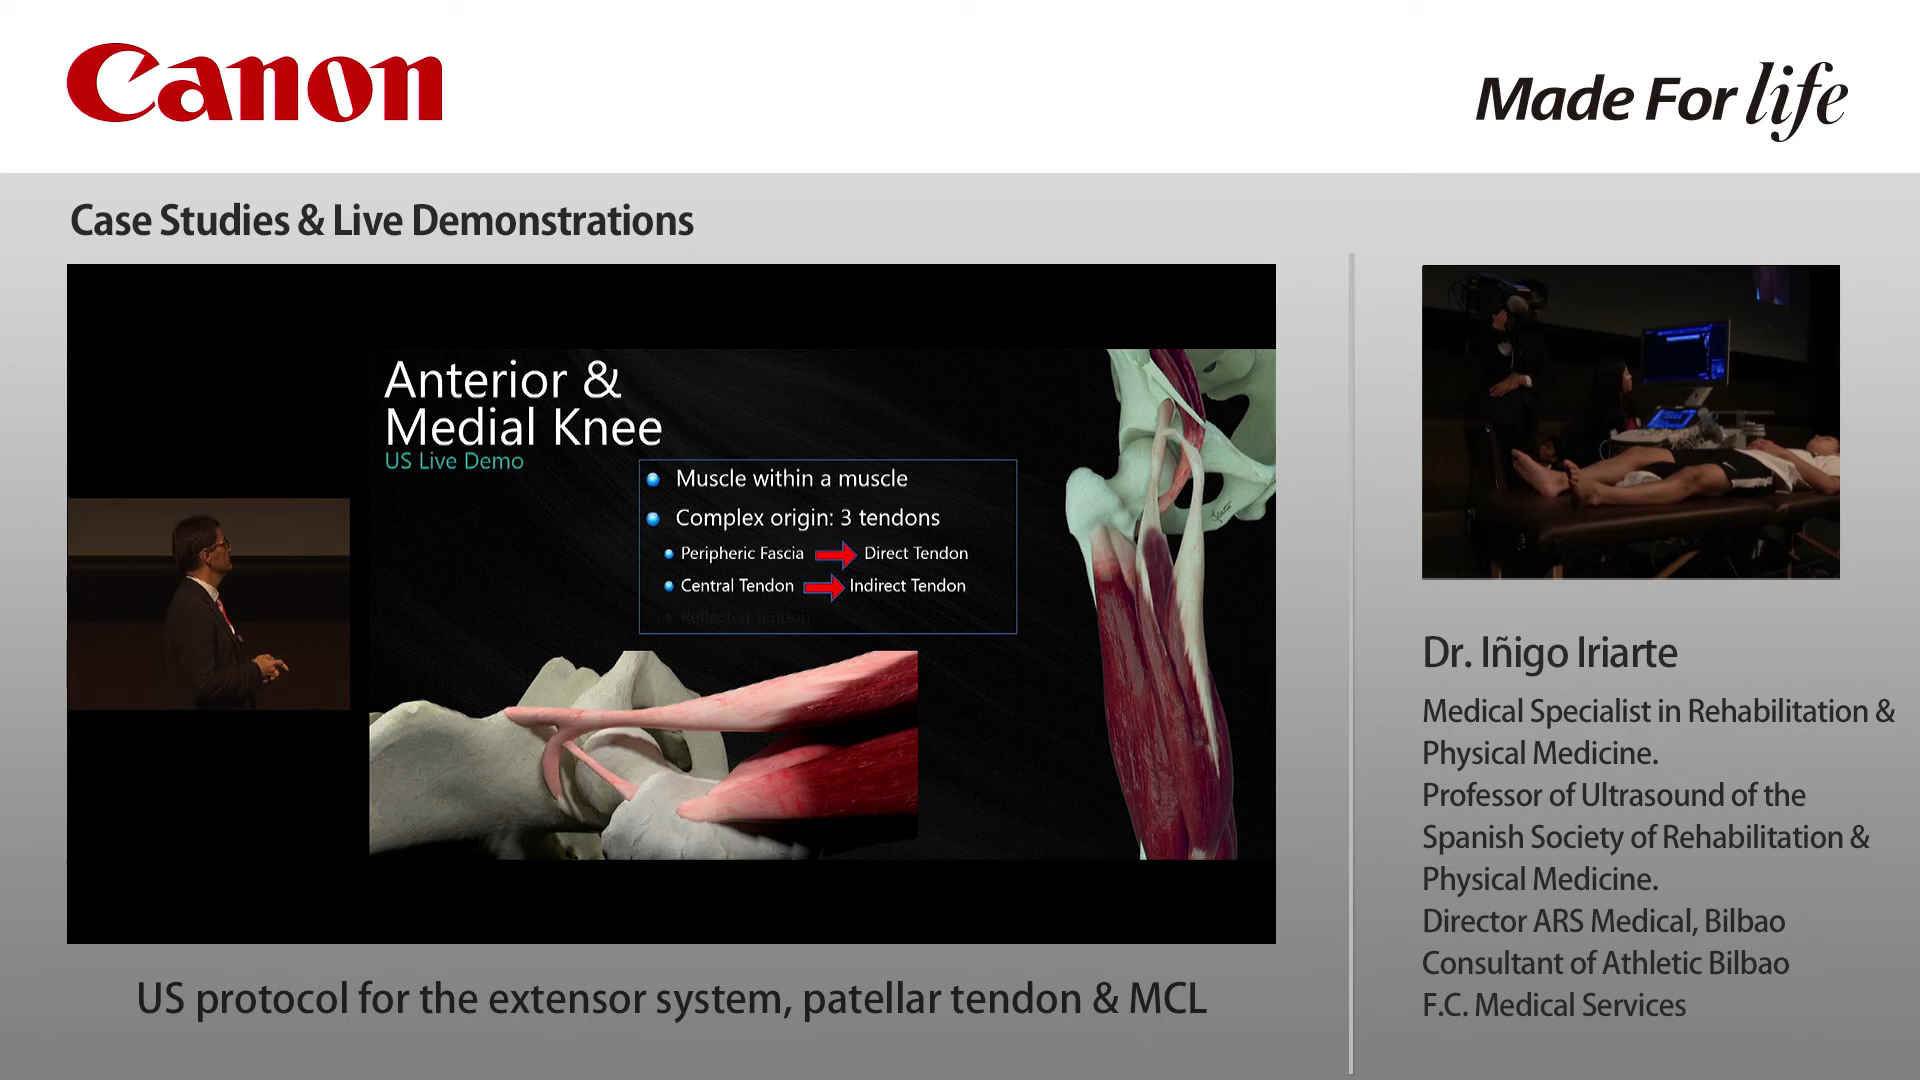 Canon
Made For life
Case Studies & Live Demonstrations
Anterior &
Medial Knee
US Live Demo
Muscle within a muscle
Complex origin: 3 tendons
Peripheric Fascia Direct Tendon
Central Tendon Indirect Tendon
Reflected Tendon
US protocol for the extensor system, patellar tendon & MCL
Dr. Iñigo Iriarte
Medical Specialist in Rehabilitation &
Physical Medicine.
Professor of Ultrasound of the
Spanish Society of Rehabilitation &
Physical Medicine.
Director ARS Medical, Bilbao
Consultant of Athletic Bilbao
F.C. Medical Services